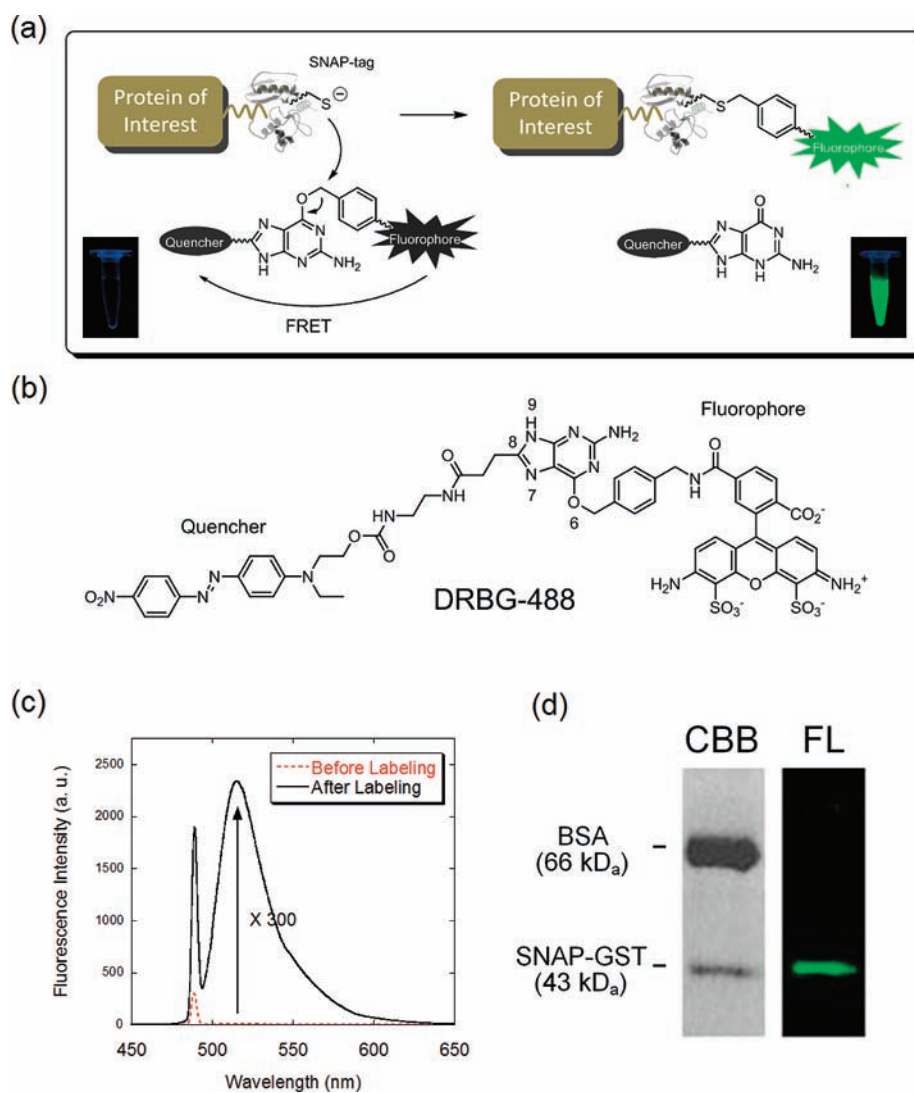 (a)
SNAP-tag
Protein of
Interest
S
⊖
O
N
N
N
H
N
NH₂
Quencher
Fluorophore
FRET
Protein of
Interest
S
Fluorophore
O
N
N
H
N
N
H
NH₂
Quencher
(b)
Fluorophore
9
HN
N
NH₂
8
N
7
N
O
6
O
N
H
O
NH
CO₂⁻
Quencher
H
N
O
O
N
N
N
O₂N
DRBG-488
H₂N
O
NH₂⁺
SO₃⁻
SO₃⁻
(c)
Fluorescence Intensity (a. u.)
2500
2000
1500
1000
500
0
Before Labeling
After Labeling
X 300
450 500 550 600 650
Wavelength (nm)
(d)
CBB FL
BSA
(66 kDₐ)
SNAP-GST
(43 kDₐ)